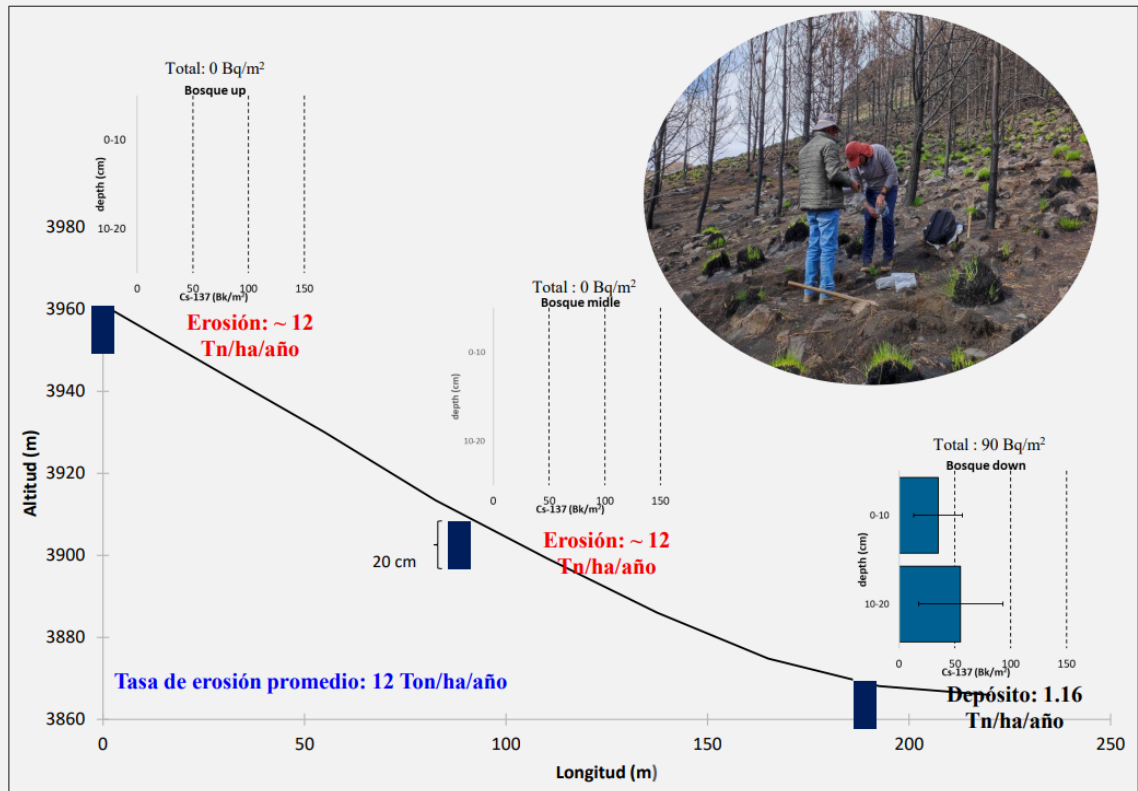 Total: 0 Bq/m²
Bosque up
0-10
depth (cm)
10-20
0 50 100 150
Cs-137 (Bk/m²)
Erosión: ~ 12
Tn/ha/año
Total : 0 Bq/m²
Bosque midle
0-10
depth (cm)
10-20
0 50 100 150
Cs-137 (Bk/m²)
Erosión: ~ 12
Tn/ha/año
Total : 90 Bq/m²
Bosque down
0-10
depth (cm)
10-20
0 50 100 150
Cs-137 (Bk/m²)
Depósito: 1.16
Tn/ha/año
20 cm
Tasa de erosión promedio: 12 Ton/ha/año
Altitud (m)
3980
3960
3940
3920
3900
3880
3860
0 50 100 150 200 250
Longitud (m)